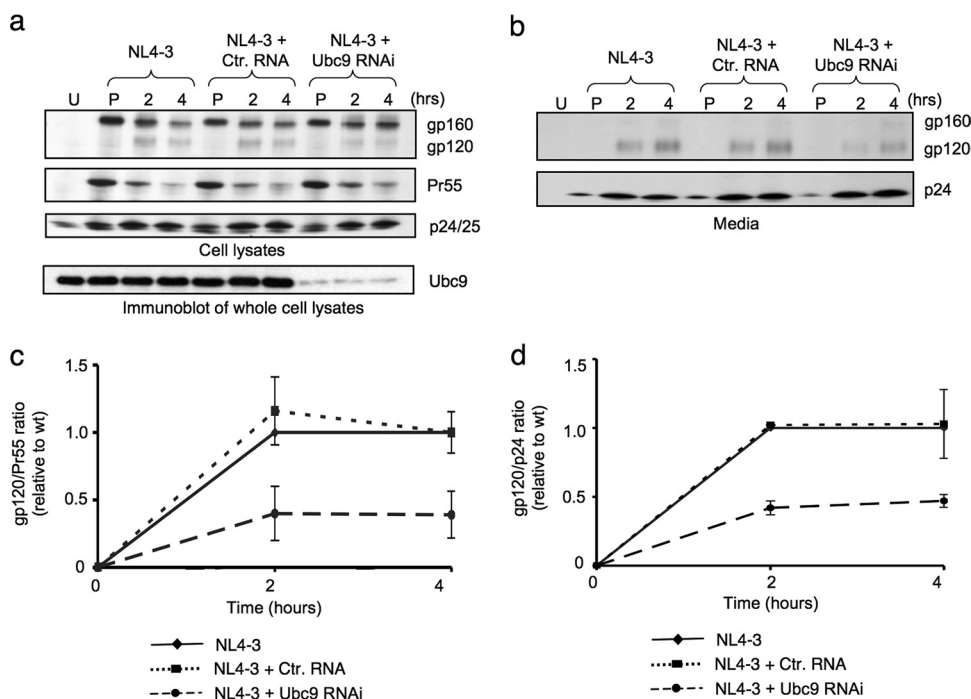 a
NL4-3
NL4-3 +
Ctr. RNA
NL4-3 +
Ubc9 RNAi
U P 2 4 P 2 4 P 2 4 (hrs)
gp160
gp120
Pr55
p24/25
Cell lysates
Ubc9
Immunoblot of whole cell lysates
b
NL4-3
NL4-3 +
Ctr. RNA
NL4-3 +
Ubc9 RNAi
U P 2 4 P 2 4 P 2 4 (hrs)
gp160
gp120
p24
Media
c
gp120/Pr55 ratio
(relative to wt)
1.5
1.0
0.5
0
0 2 4
Time (hours)
NL4-3
NL4-3 + Ctr. RNA
NL4-3 + Ubc9 RNAi
d
gp120/p24 ratio
(relative to wt)
1.5
1.0
0.5
0
0 2 4
Time (hours)
NL4-3
NL4-3 + Ctr. RNA
NL4-3 + Ubc9 RNAi